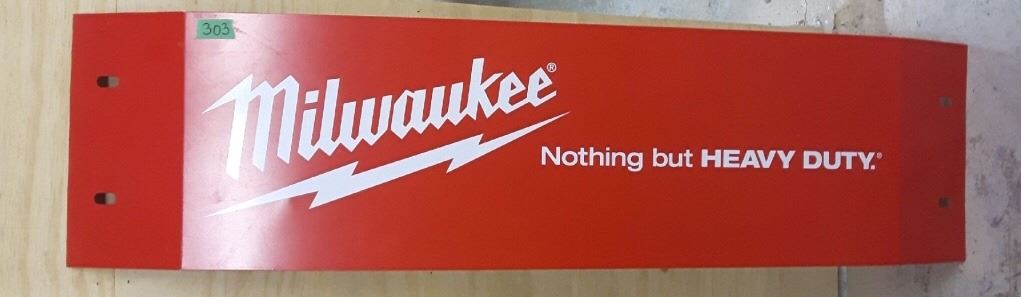 303
Milwaukee®
Nothing but HEAVY DUTY.®